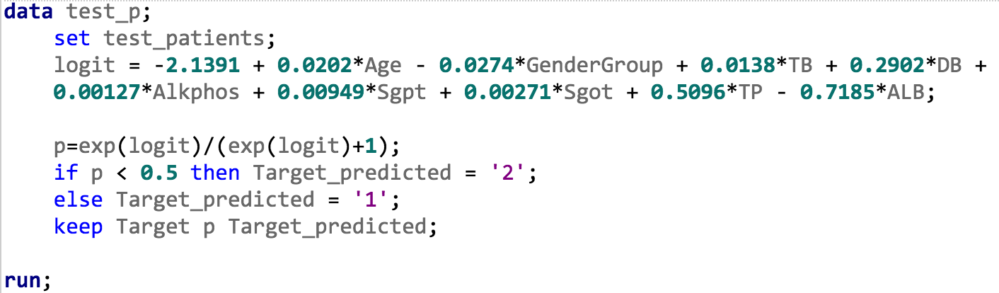 data test_p;
set test_patients;
logit = -2.1391 + 0.0202*Age - 0.0274*GenderGroup + 0.0138*TB + 0.2902*DB +
0.00127*Alkphos + 0.00949*Sgpt + 0.00271*Sgot + 0.5096*TP - 0.7185*ALB;
p=exp(logit)/(exp(logit)+1);
if p < 0.5 then Target_predicted = '2';
else Target_predicted = '1';
keep Target p Target_predicted;
run;